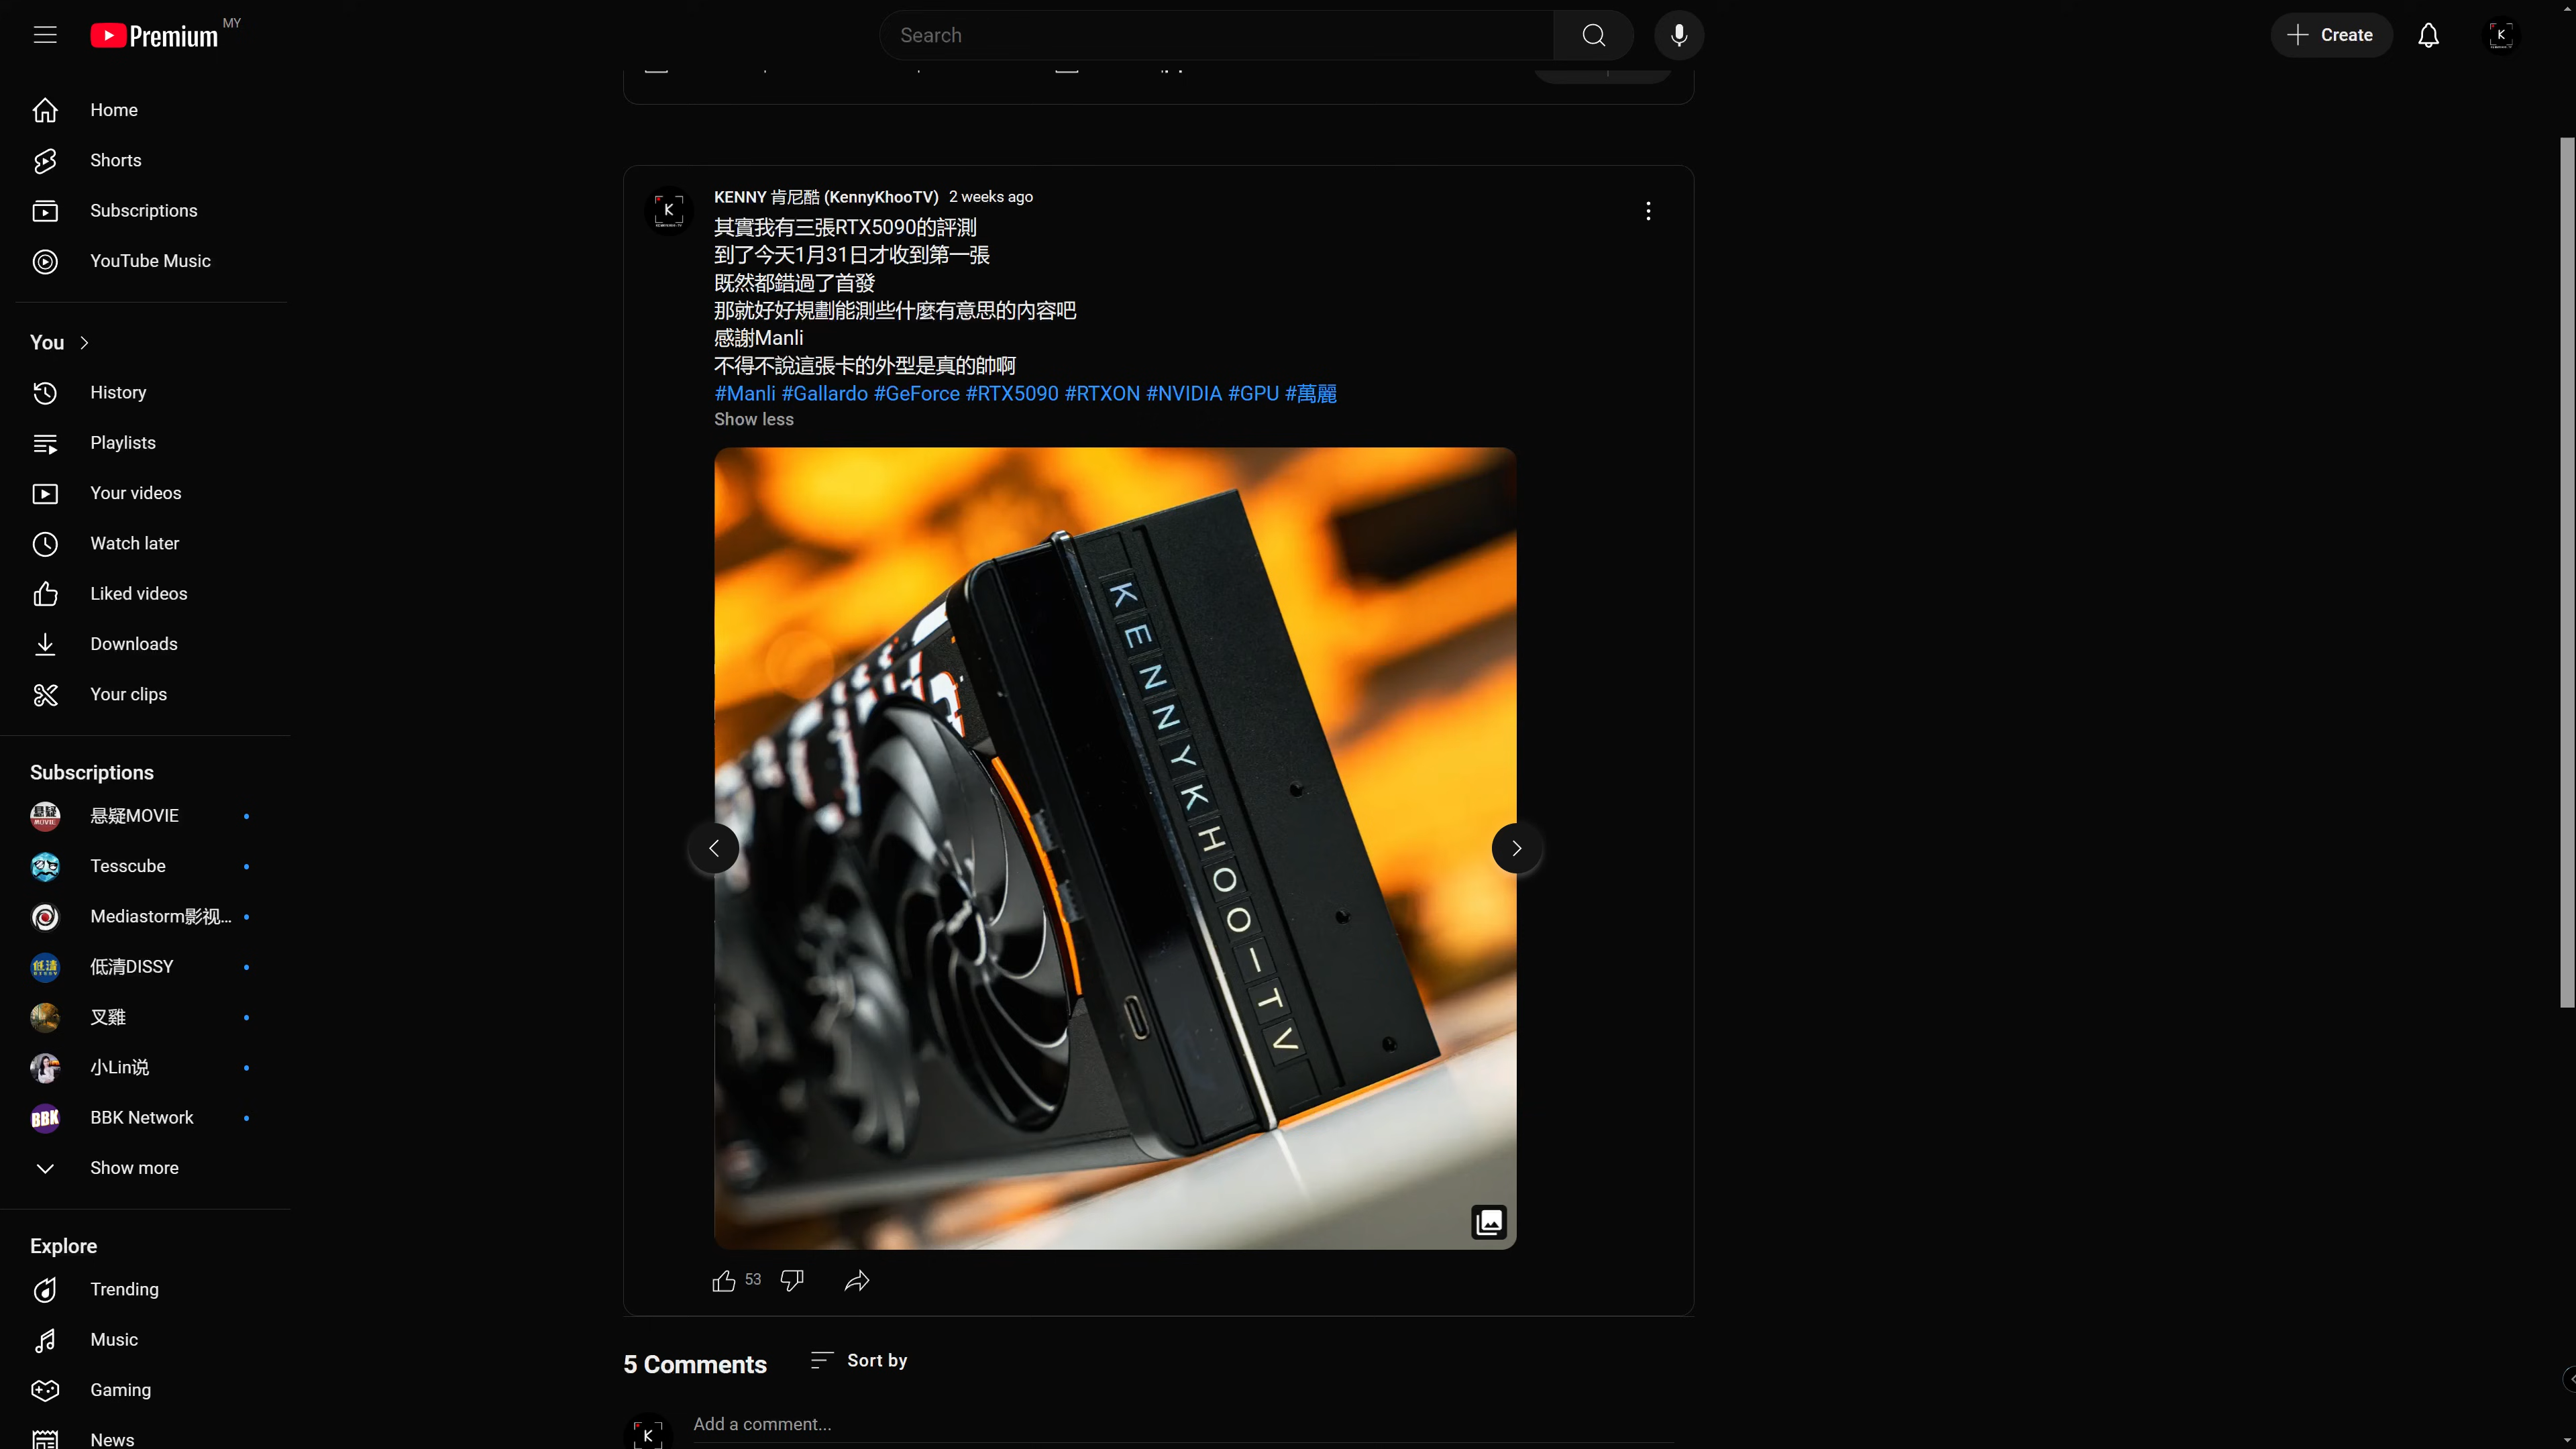 Premium MY
Search
Create
Home
Shorts
Subscriptions
YouTube Music
You
History
Playlists
Your videos
Watch later
Liked videos
Downloads
Your clips
Subscriptions
悬疑MOVIE
Tesscube
Mediastorm影视...
低清DISSY
叉雞
小Lin说
BBK Network
Show more
Explore
Trending
Music
Gaming
News
KENNY 肯尼酷 (KennyKhooTV) 2 weeks ago
其實我有三張RTX5090的評測
到了今天1月31日才收到第一張
既然都錯過了首發
那就好好規劃能測些什麼有意思的內容吧
感謝Manli
不得不說這張卡的外型是真的帥啊
#Manli #Gallardo #GeForce #RTX5090 #RTXON #NVIDIA #GPU #萬麗
Show less
KENNYKHOO-TV
53
5 Comments
Sort by
K
Add a comment...